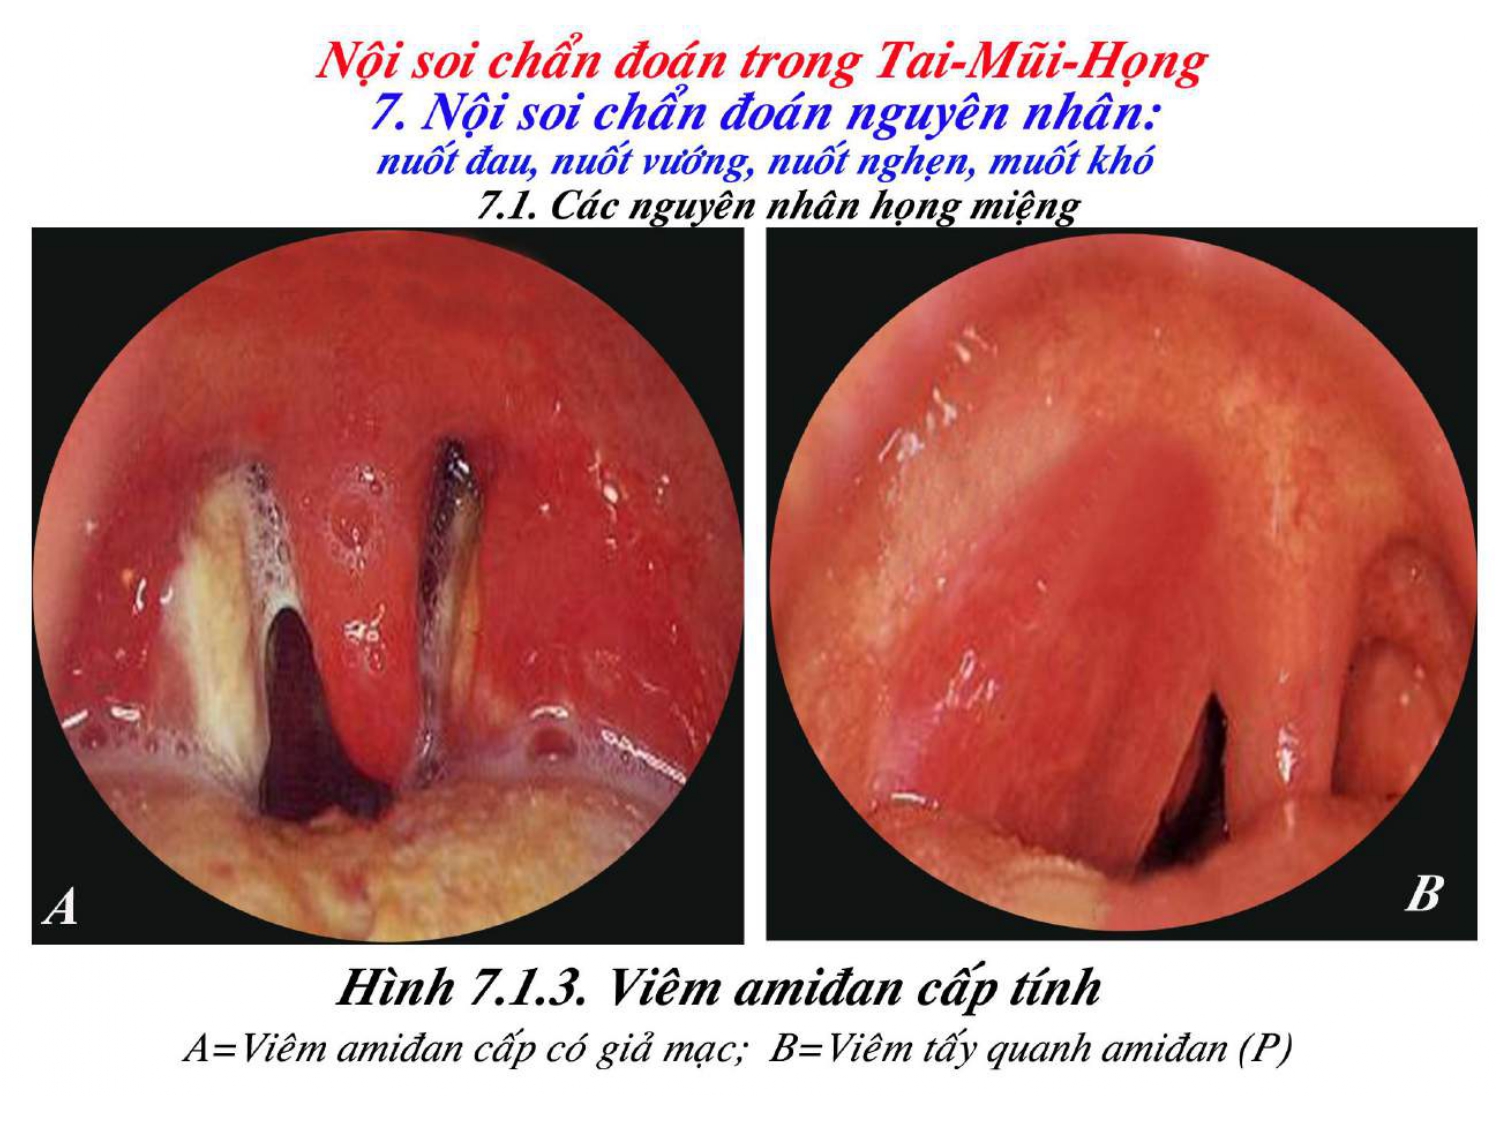 Nội soi chẩn đoán trong Tai-Mũi-Họng
7. Nội soi chẩn đoán nguyên nhân:
nuốt đau, nuốt vướng, nuốt nghẹn, muốt khó
7.1. Các nguyên nhân họng miệng
A
B
Hình 7.1.3. Viêm amiđan cấp tính
A=Viêm amiđan cấp có giả mạc; B=Viêm tấy quanh amiđan (P)